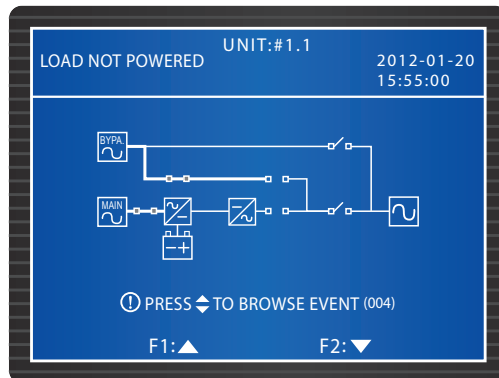 UNIT:#1.1
LOAD NOT POWERED
2012-01-20
15:55:00
BYPA.
MAIN
PRESS TO BROWSE EVENT (004)
F1: F2: